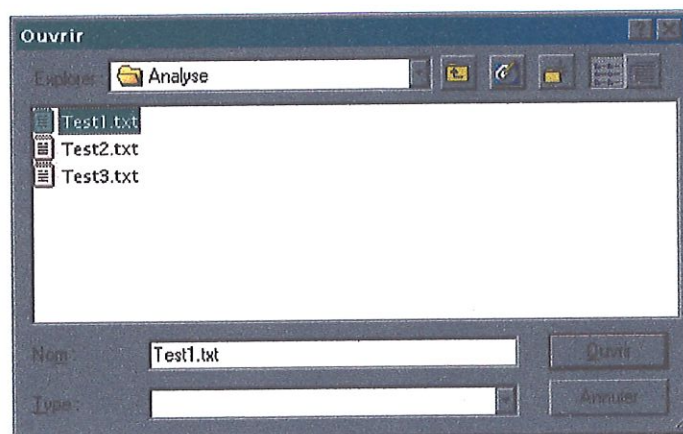 Ouvrir
Explorer : Analyse
Test1.txt
Test2.txt
Test3.txt
Nom : Test1.txt
Ouvrir
Type :
Annuler